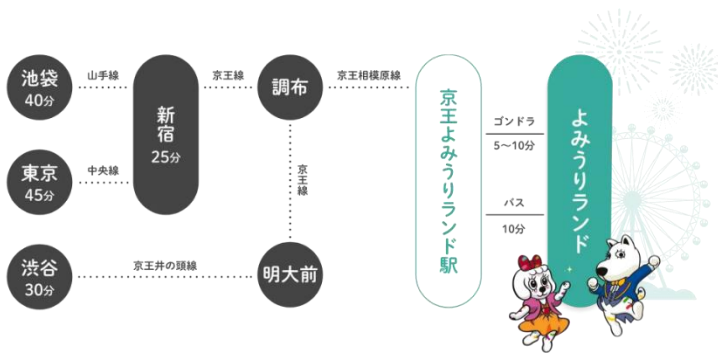 池袋
40分
山手線
新宿
25分
京王線
調布
京王相模原線
京王よみうりランド駅
ゴンドラ
5〜10分
よみうりランド
東京
45分
中央線
京王線
バス
10分
渋谷
30分
京王井の頭線
明大前